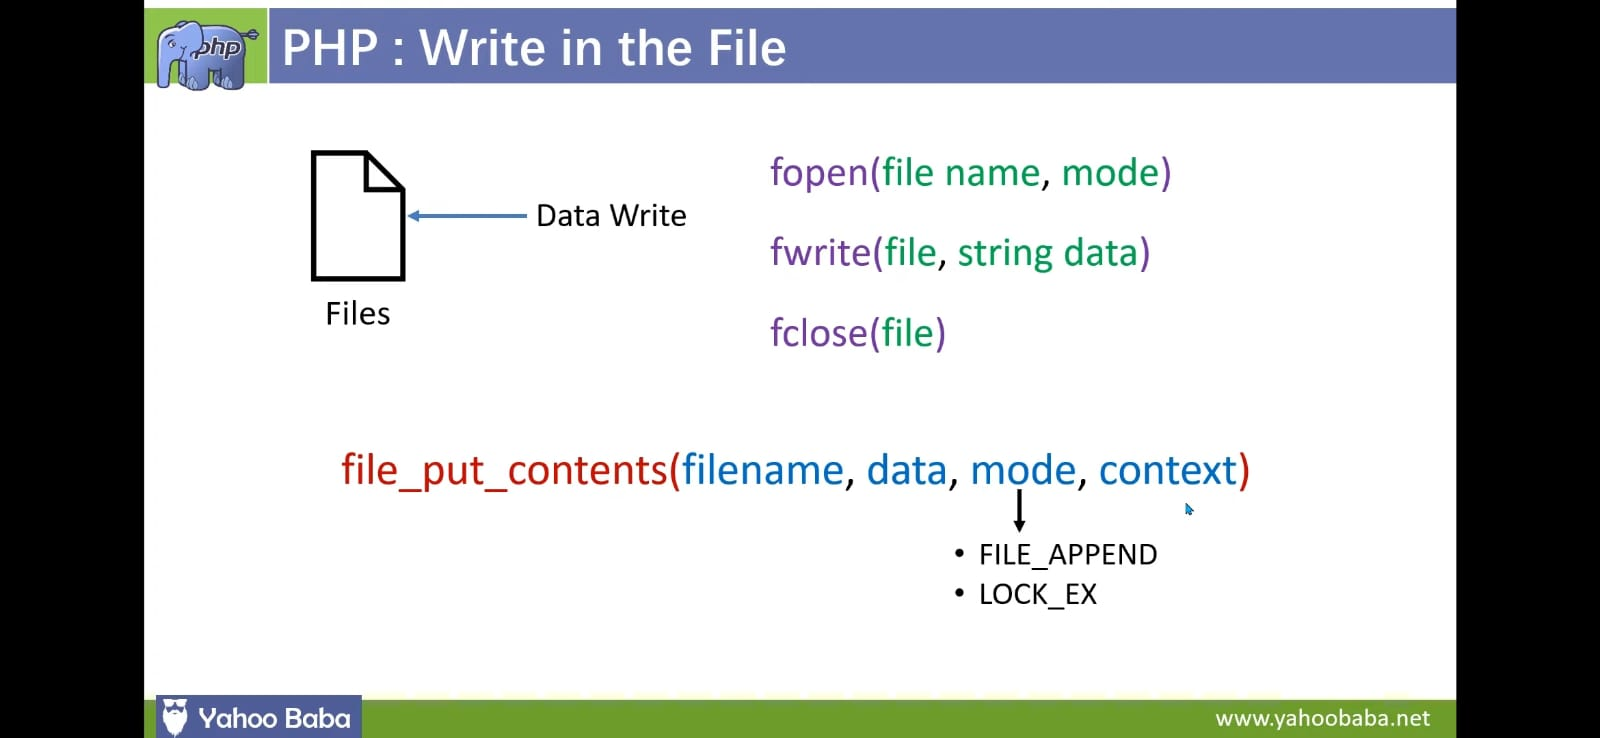 php
PHP : Write in the File
Data Write
Files
fopen(file name, mode)
fwrite(file, string data)
fclose(file)
file_put_contents(filename, data, mode, context)
• FILE_APPEND
• LOCK_EX
Yahoo Baba
www.yahoobaba.net